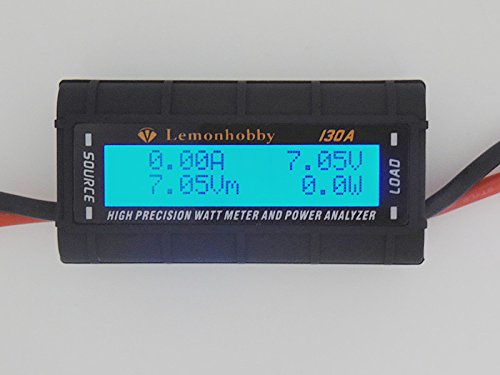 Lemonhobby 130A
SOURCE
0.00A 7.05V
7.05Vm 0.0W
LOAD
HIGH PRECISION WATT METER AND POWER ANALYZER